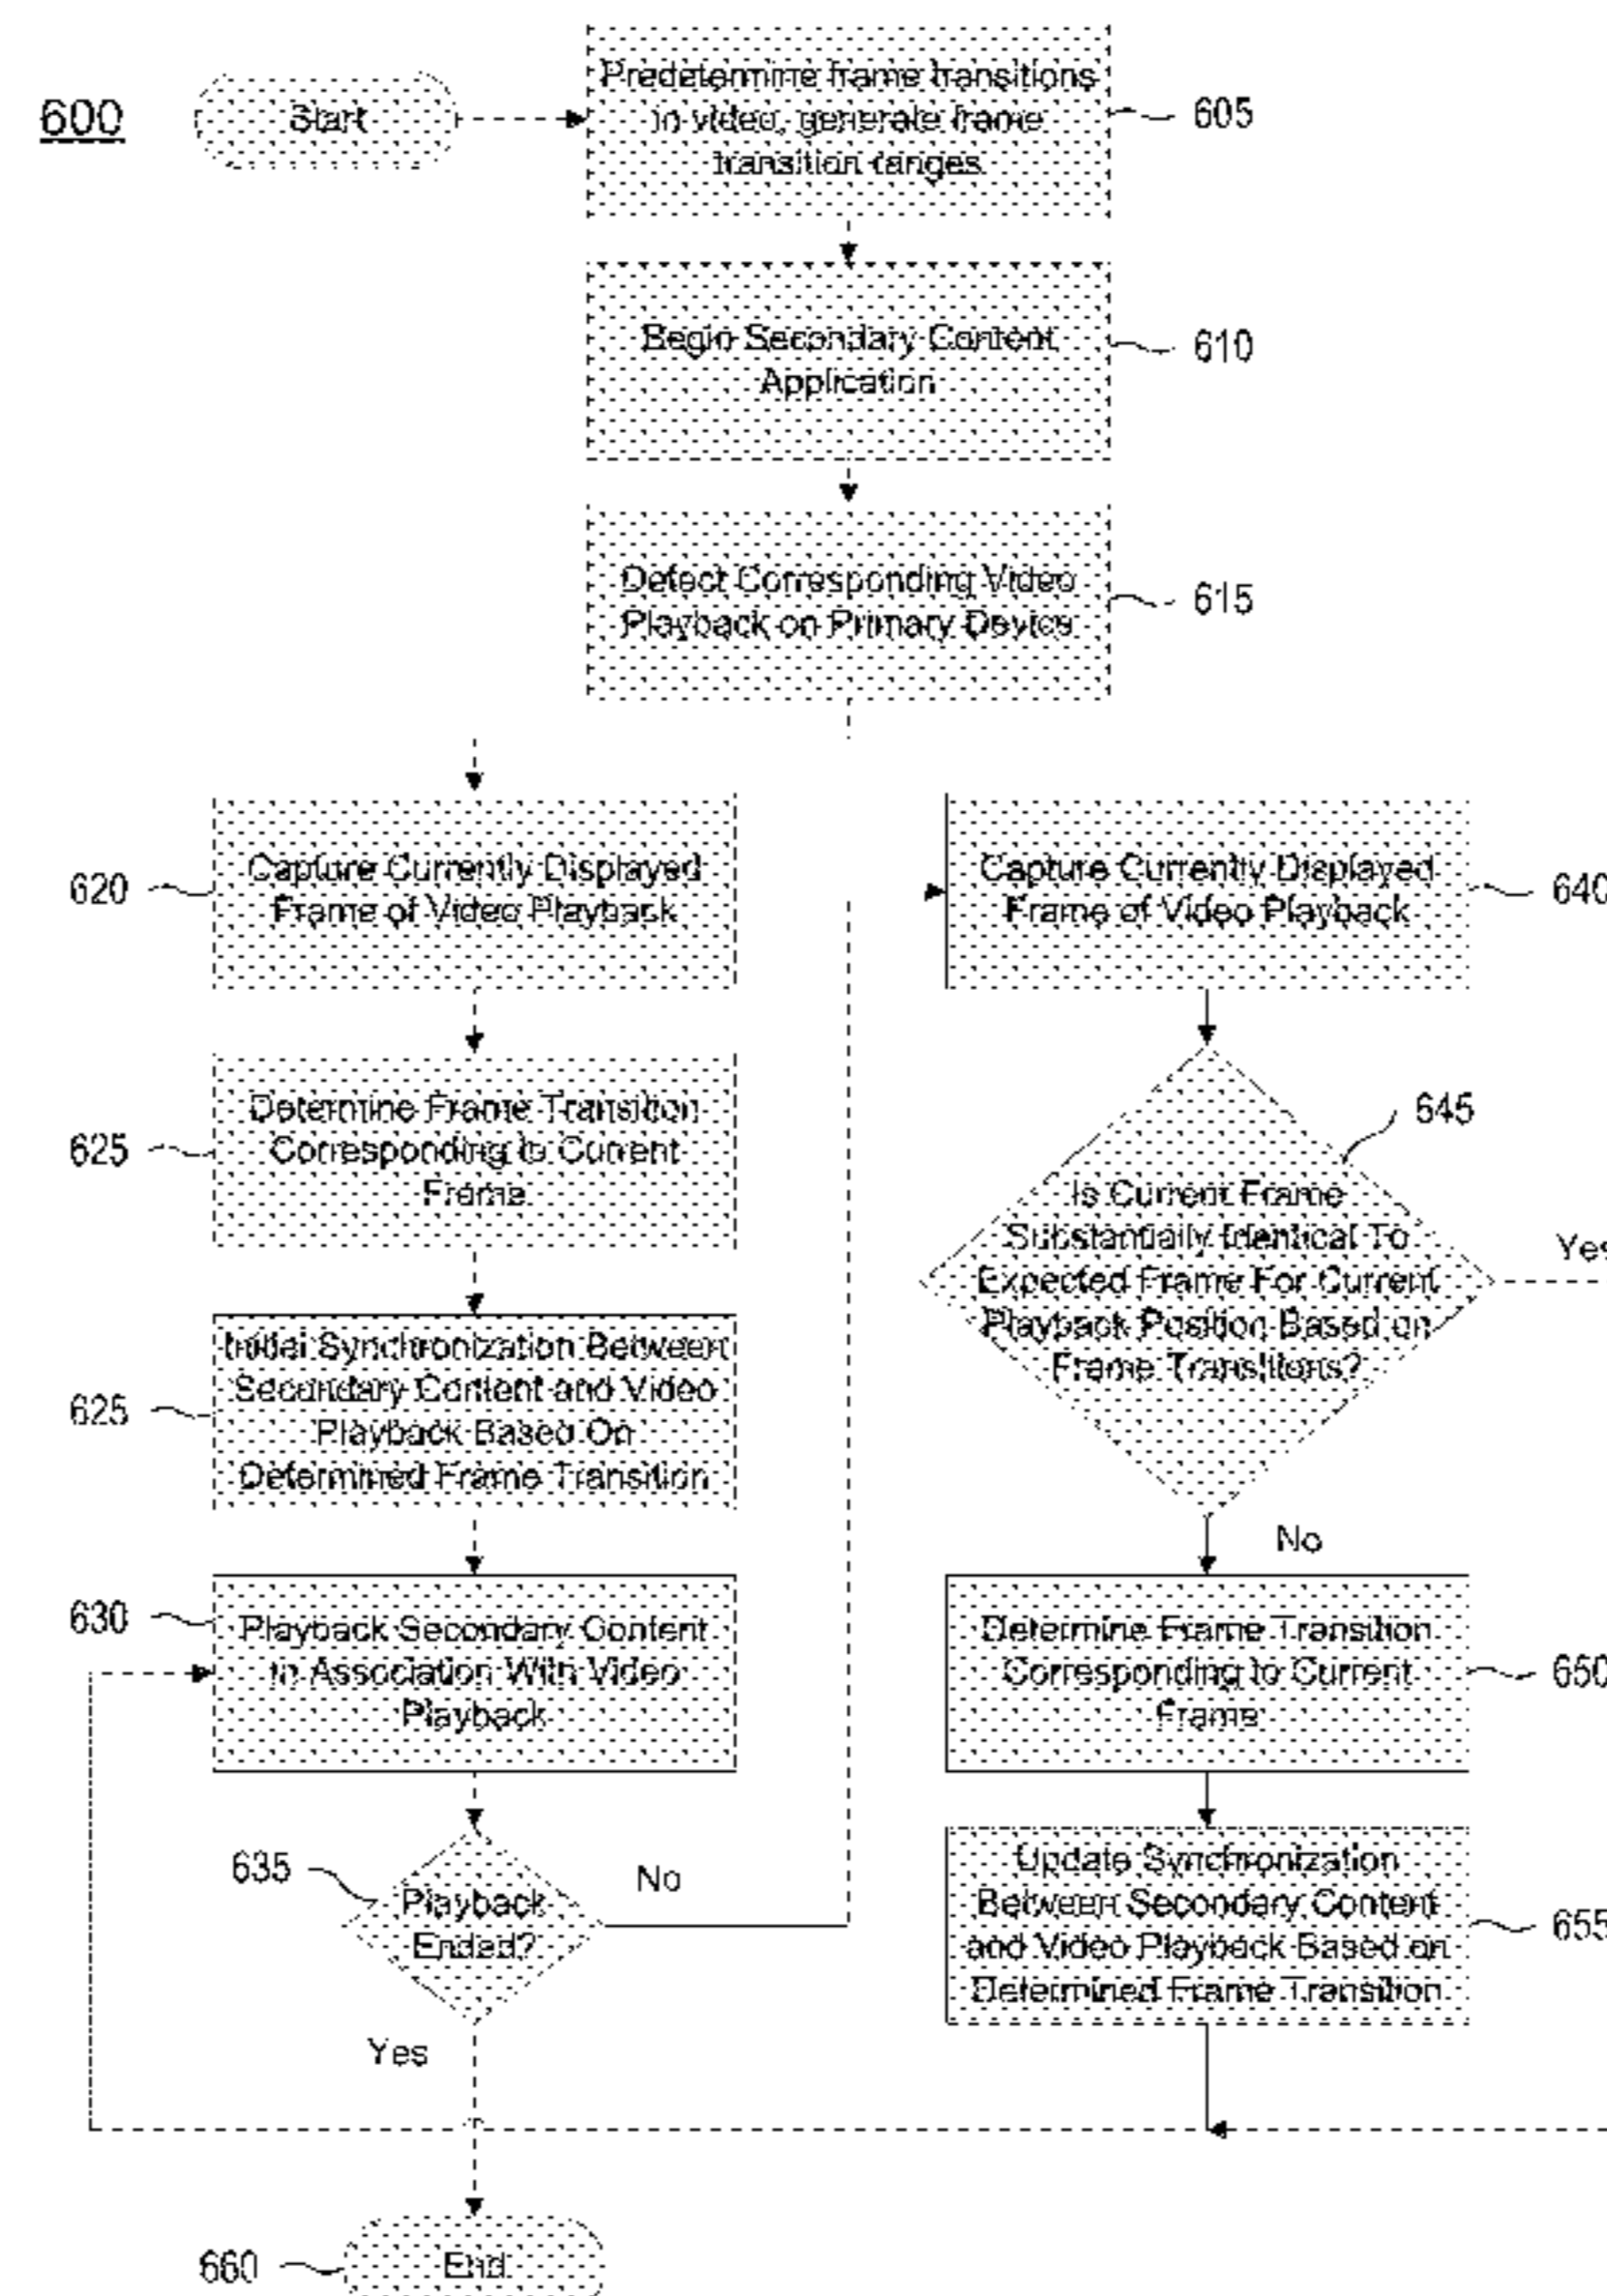 600
Start
Predetermine frame transitions
in video, generate frame
transition ranges
605
Begin Secondary Content
Application
610
Detect Corresponding Video
Playback on Primary Device
615
620
Capture Currently Displayed
Frame of Video Playback
625
Determine Frame Transition
Corresponding to Current
Frame
625
Initial Synchronization Between
Secondary Content and Video
Playback Based On
Determined Frame Transition
630
Playback Secondary Content
In Association With Video
Playback
635
Playback
Ended?
No
Yes
660
End
Capture Currently Displayed
Frame of Video Playback
640
645
Is Current Frame
Substantially Identical To
Expected Frame For Current
Playback Position Based on
Frame Transitions?
Yes
No
Determine Frame Transition
Corresponding to Current
Frame
650
Update Synchronization
Between Secondary Content
and Video Playback Based on
Determined Frame Transition
655